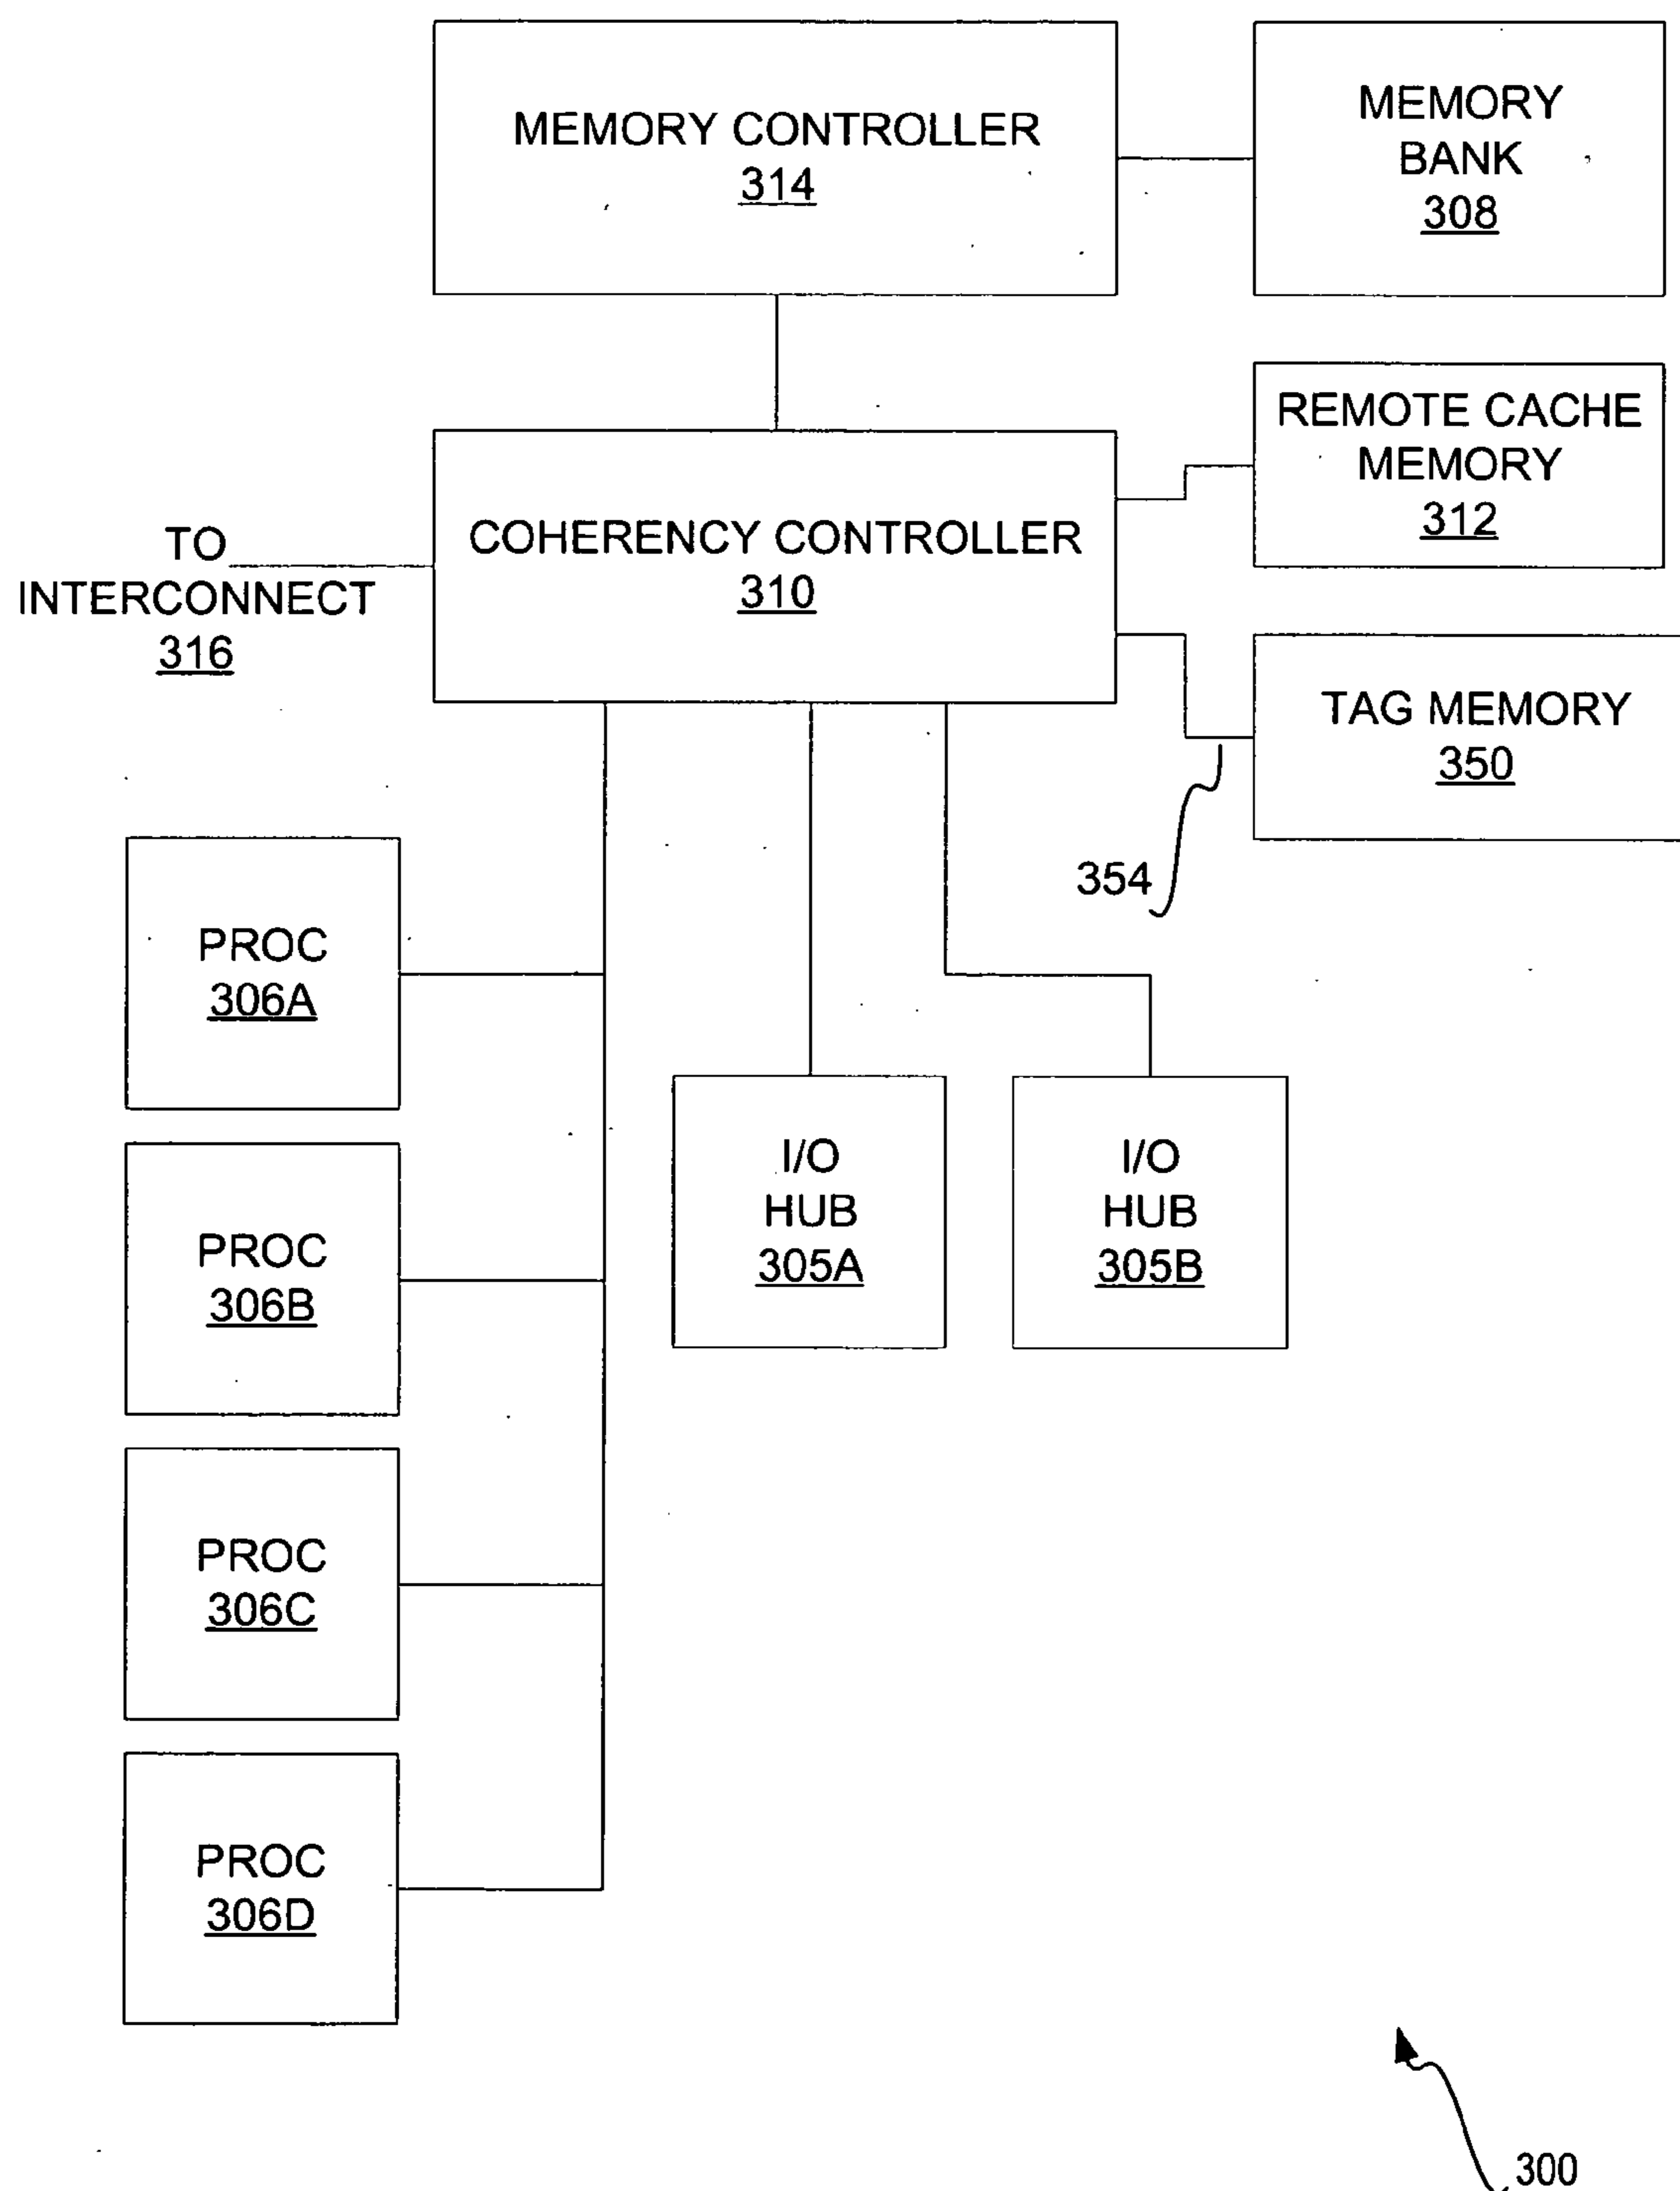 MEMORY CONTROLLER
314
MEMORY
BANK
308
REMOTE CACHE
MEMORY
312
COHERENCY CONTROLLER
310
TO
INTERCONNECT
316
TAG MEMORY
350
354
PROC
306A
I/O
HUB
305A
I/O
HUB
305B
PROC
306B
PROC
306C
PROC
306D
300